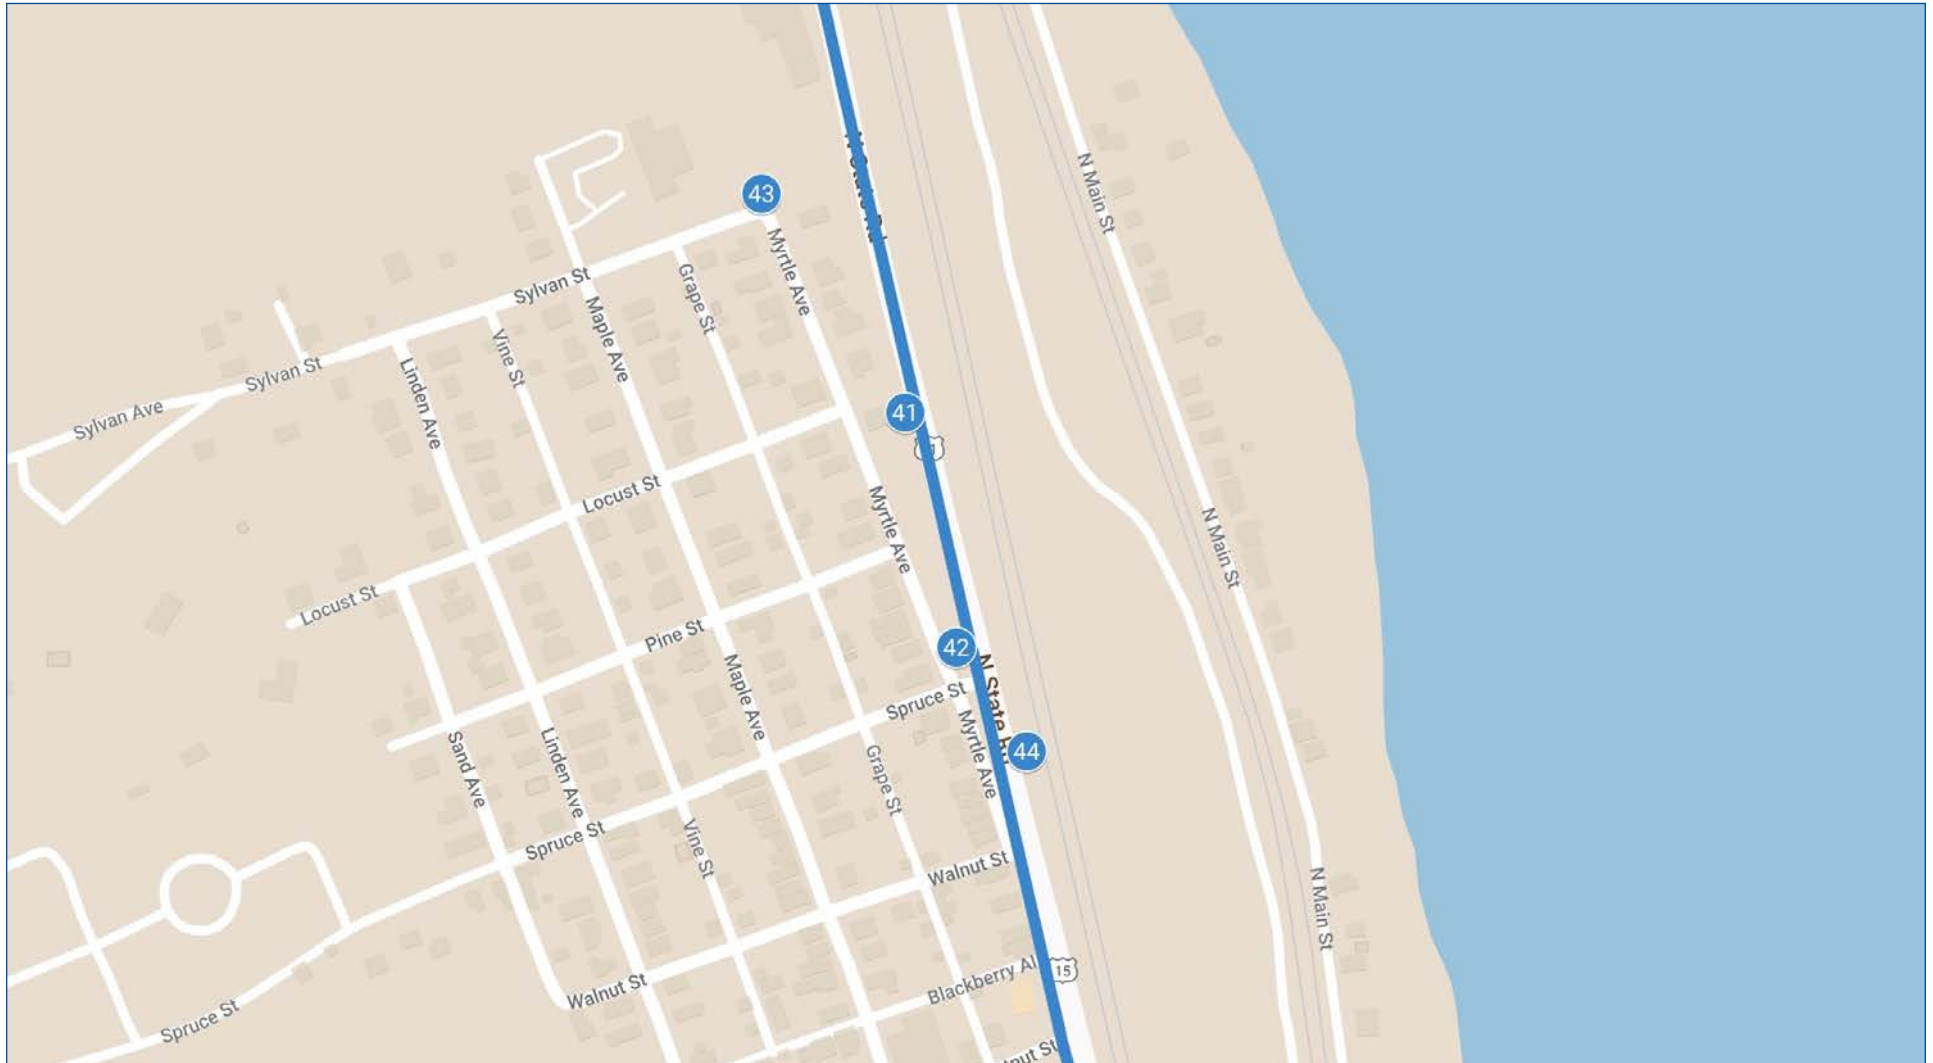 N State Rd
N Main St
43
Myrtle Ave
Grape St
Sylvan St
Maple Ave
Vine St
Linden Ave
Sylvan St
Sylvan Ave
41
Locust St
Myrtle Ave
N Main St
Locust St
Pine St
42
N State Rd
Maple Ave
Spruce St
Myrtle Ave
44
Sand Ave
Linden Ave
Grape St
Spruce St
Vine St
Walnut St
N Main St
Blackberry Al
15
Walnut St
Spruce St